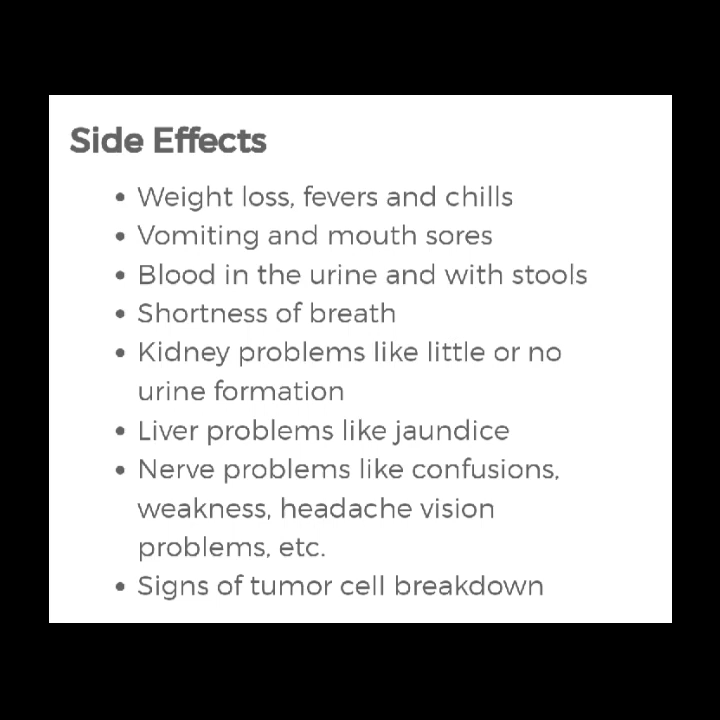 Side Effects
• Weight loss, fevers and chills
• Vomiting and mouth sores
• Blood in the urine and with stools
• Shortness of breath
• Kidney problems like little or no
urine formation
• Liver problems like jaundice
• Nerve problems like confusions,
weakness, headache vision
problems, etc.
• Signs of tumor cell breakdown